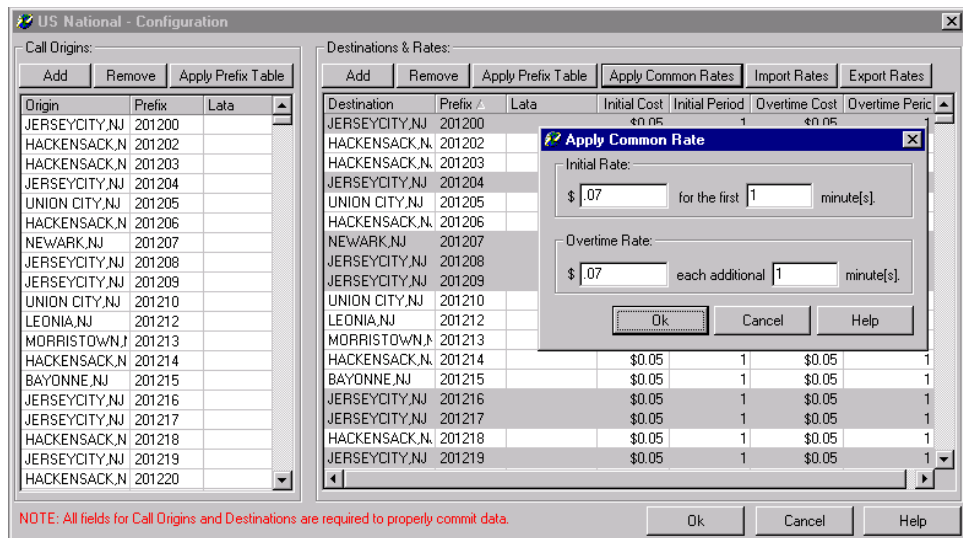 US National - Configuration
Call Origins:
Add Remove Apply Prefix Table
Origin Prefix Lata
JERSEYCITY,NJ 201200
HACKENSACK,N 201202
HACKENSACK,N 201203
JERSEYCITY,NJ 201204
UNION CITY,NJ 201205
HACKENSACK,N 201206
NEWARK,NJ 201207
JERSEYCITY,NJ 201208
JERSEYCITY,NJ 201209
UNION CITY,NJ 201210
LEONIA,NJ 201212
MORRISTOWN,N 201213
HACKENSACK,N 201214
BAYONNE,NJ 201215
JERSEYCITY,NJ 201216
JERSEYCITY,NJ 201217
HACKENSACK,N 201218
JERSEYCITY,NJ 201219
HACKENSACK,N 201220
Destinations & Rates:
Add Remove Apply Prefix Table Apply Common Rates Import Rates Export Rates
Destination Prefix Lata Initial Cost Initial Period Overtime Cost Overtime Peric
JERSEYCITY,NJ 201200 $0.05 1 $0.05 1
HACKENSACK,N. 201202
HACKENSACK,N. 201203
JERSEYCITY,NJ 201204
UNION CITY,NJ 201205
HACKENSACK,N. 201206
NEWARK,NJ 201207
JERSEYCITY,NJ 201208
JERSEYCITY,NJ 201209
UNION CITY,NJ 201210
LEONIA,NJ 201212
MORRISTOWN,N 201213
HACKENSACK,N. 201214 $0.05 1 $0.05 1
BAYONNE,NJ 201215 $0.05 1 $0.05 1
JERSEYCITY,NJ 201216 $0.05 1 $0.05 1
JERSEYCITY,NJ 201217 $0.05 1 $0.05 1
HACKENSACK,N. 201218 $0.05 1 $0.05 1
JERSEYCITY,NJ 201219 $0.05 1 $0.05 1
Apply Common Rate
Initial Rate:
$ .07 for the first 1 minute[s].
Overtime Rate:
$ .07 each additional 1 minute[s].
Ok Cancel Help
NOTE: All fields for Call Origins and Destinations are required to properly commit data.
Ok Cancel Help